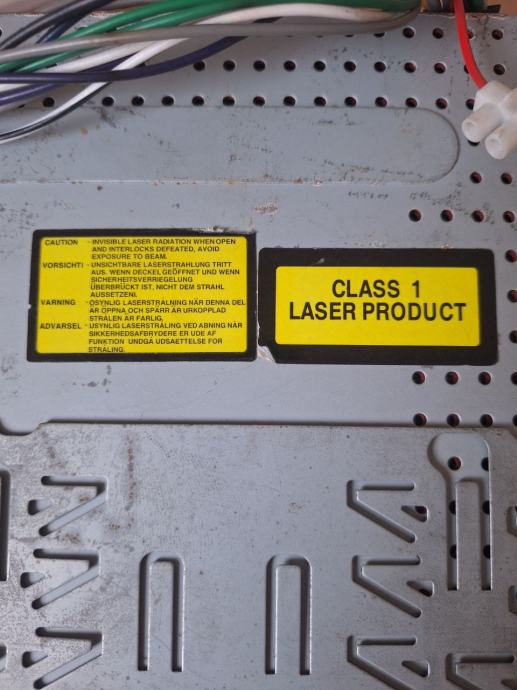 CAUTION - INVISIBLE LASER RADIATION WHEN OPEN
AND INTERLOCKS DEFEATED, AVOID
EXPOSURE TO BEAM.
VORSICHT! - UNSICHTBARE LASERSTRAHLUNG TRITT
AUS. WENN DECKEL GEÖFFNET UND WENN
SICHERHEITSVERRIEGELUNG
ÜBERBRÜCKT IST, NICHT DEM STRAHL
AUSSETZEN!.
VARNING - OSYNLIG LASERSTRÅLNING NÄR DENNA DEL
ÄR ÖPPNA OCH SPÄRR ÄR URKOPPLAD
STRÅLEN ÄR FARLIG,
ADVARSEL - USYNLIG LASERSTRÅLING VED ABNING NÅR
SIKKERHEDSAFBRYDERE ER UDE AF
FUNKTION UNDGÅ UDSAETTELSE FOR
STRÅLING.
CLASS 1
LASER PRODUCT